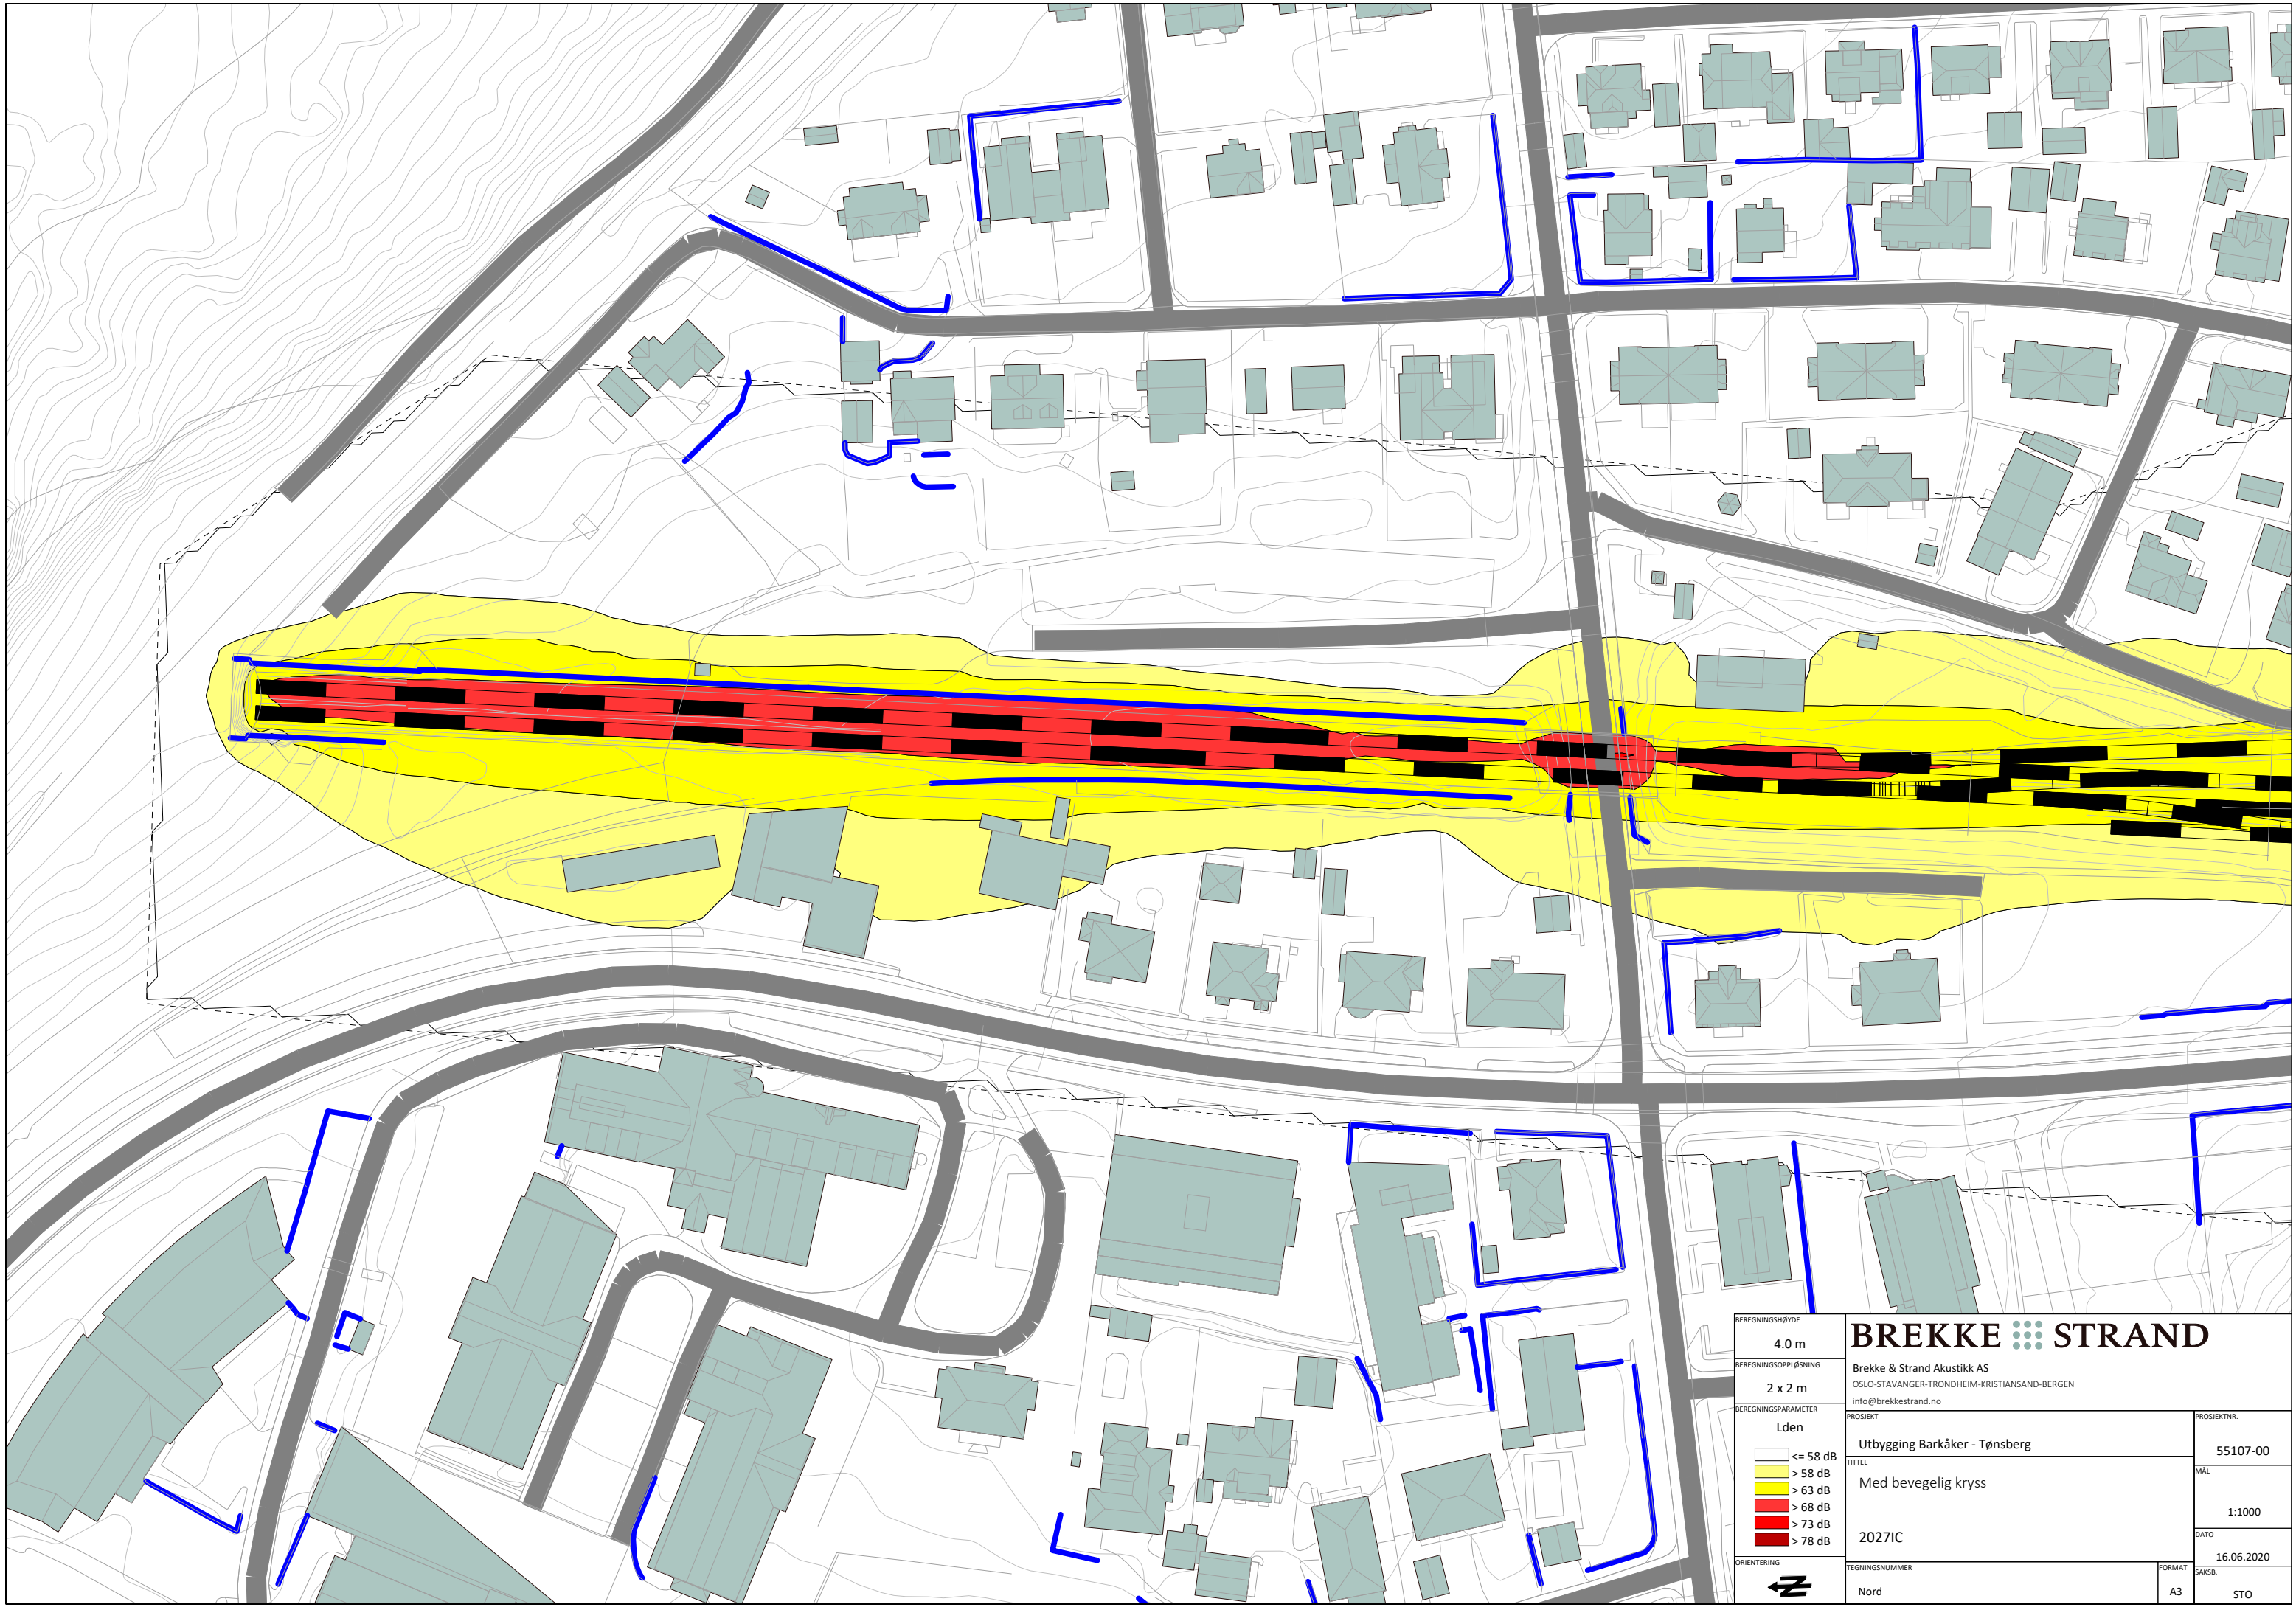 BEREGNINGSHØYDE
4.0 m
BEREGNINGSOPPLØSNING
2 x 2 m
BEREGNINGSPARAMETER
Lden
<= 58 dB
> 58 dB
> 63 dB
> 68 dB
> 73 dB
> 78 dB
ORIENTERING
BREKKE STRAND
Brekke & Strand Akustikk AS
OSLO-STAVANGER-TRONDHEIM-KRISTIANSAND-BERGEN
info@brekkestrand.no
PROSJEKT
Utbygging Barkåker - Tønsberg
PROSJEKTNR.
55107-00
TITTEL
Med bevegelig kryss
2027IC
MÅL
1:1000
DATO
16.06.2020
TEGNINGSNUMMER
Nord
FORMAT
A3
SAKSB.
STO